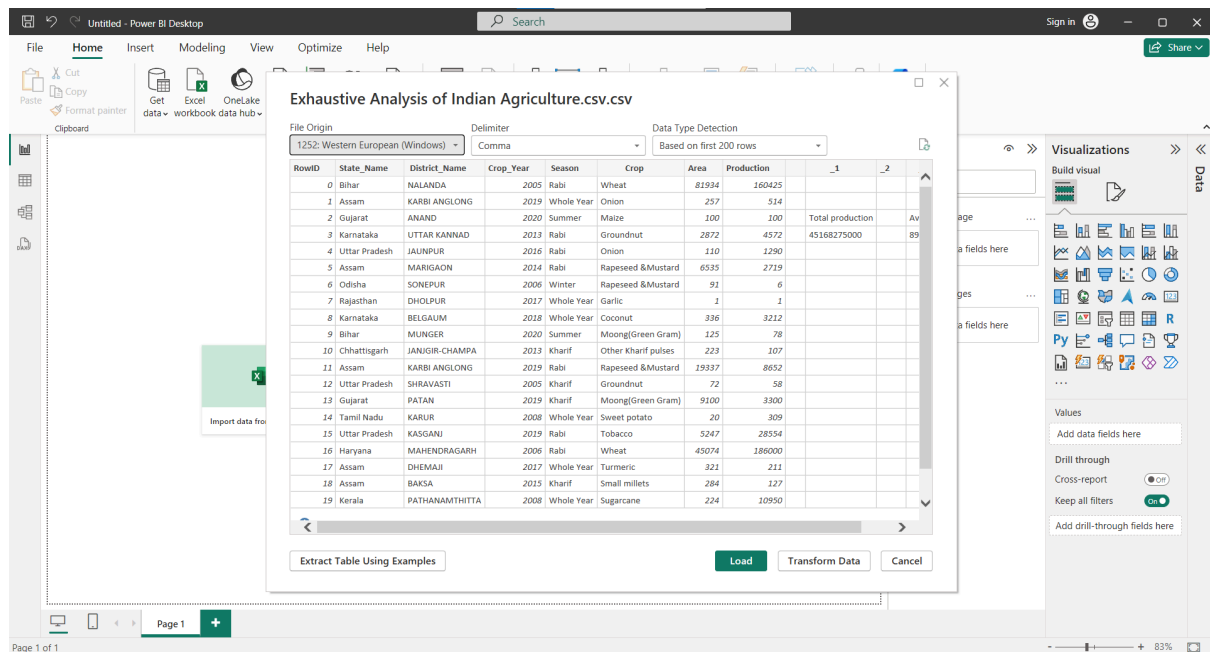 Untitled - Power BI Desktop
Search
Sign in
File Home Insert Modeling View Optimize Help
Share
Paste
Cut
Copy
Format painter
Clipboard
Get data
Excel workbook
OneLake data hub
Exhaustive Analysis of Indian Agriculture.csv.csv
File Origin Delimiter Data Type Detection
1252: Western European (Windows) Comma Based on first 200 rows
RowID State_Name District_Name Crop_Year Season Crop Area Production _1 _2
0 Bihar NALANDA 2005 Rabi Wheat 81934 160425
1 Assam KARBI ANGLONG 2019 Whole Year Onion 257 514
2 Gujarat ANAND 2020 Summer Maize 100 100 Total production Av
3 Karnataka UTTAR KANNAD 2013 Rabi Groundnut 2872 4572 45168275000 89
4 Uttar Pradesh JAUNPUR 2016 Rabi Onion 110 1290
5 Assam MARIGAON 2014 Rabi Rapeseed &Mustard 6535 2719
6 Odisha SONEPUR 2006 Winter Rapeseed &Mustard 91 6
7 Rajasthan DHOLPUR 2017 Whole Year Garlic 1 1
8 Karnataka BELGAUM 2018 Whole Year Coconut 336 3212
9 Bihar MUNGER 2020 Summer Moong(Green Gram) 125 78
10 Chhattisgarh JANJGIR-CHAMPA 2013 Kharif Other Kharif pulses 223 107
11 Assam KARBI ANGLONG 2019 Rabi Rapeseed &Mustard 19337 8652
12 Uttar Pradesh SHRAVASTI 2005 Kharif Groundnut 72 58
13 Gujarat PATAN 2019 Kharif Moong(Green Gram) 9100 3300
14 Tamil Nadu KARUR 2008 Whole Year Sweet potato 20 309
15 Uttar Pradesh KASGANJ 2019 Rabi Tobacco 5247 28554
16 Haryana MAHENDRAGARH 2006 Rabi Wheat 45074 186000
17 Assam DHEMAJI 2017 Whole Year Turmeric 321 211
18 Assam BAKSA 2015 Kharif Small millets 284 127
19 Kerala PATHANAMTHITTA 2008 Whole Year Sugarcane 224 10950
Extract Table Using Examples Load Transform Data Cancel
Import data fro
age
a fields here
ges
a fields here
Visualizations
Build visual
123
R
Py
Values
Add data fields here
Drill through
Cross-report Off
Keep all filters On
Add drill-through fields here
Data
DAX
Page 1
Page 1 of 1
83%